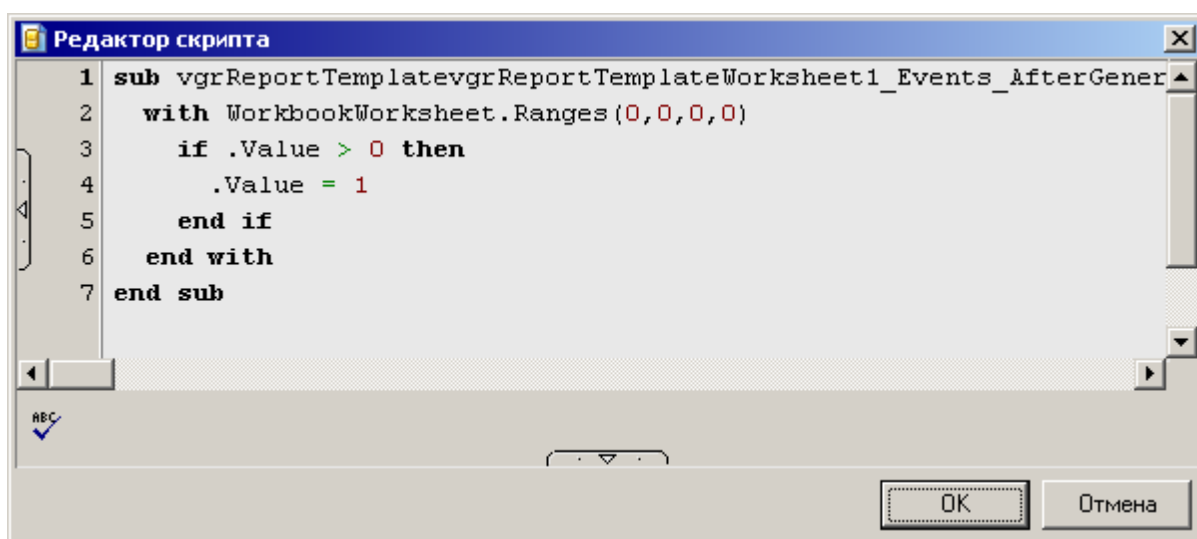 Редактор скрипта
1 sub vgrReportTemplatevgrReportTemplateWorksheet1_Events_AfterGener
2 with WorkbookWorksheet.Ranges(0,0,0,0)
3 if .Value > 0 then
4 .Value = 1
5 end if
6 end with
7 end sub
ABC
OK
Отмена